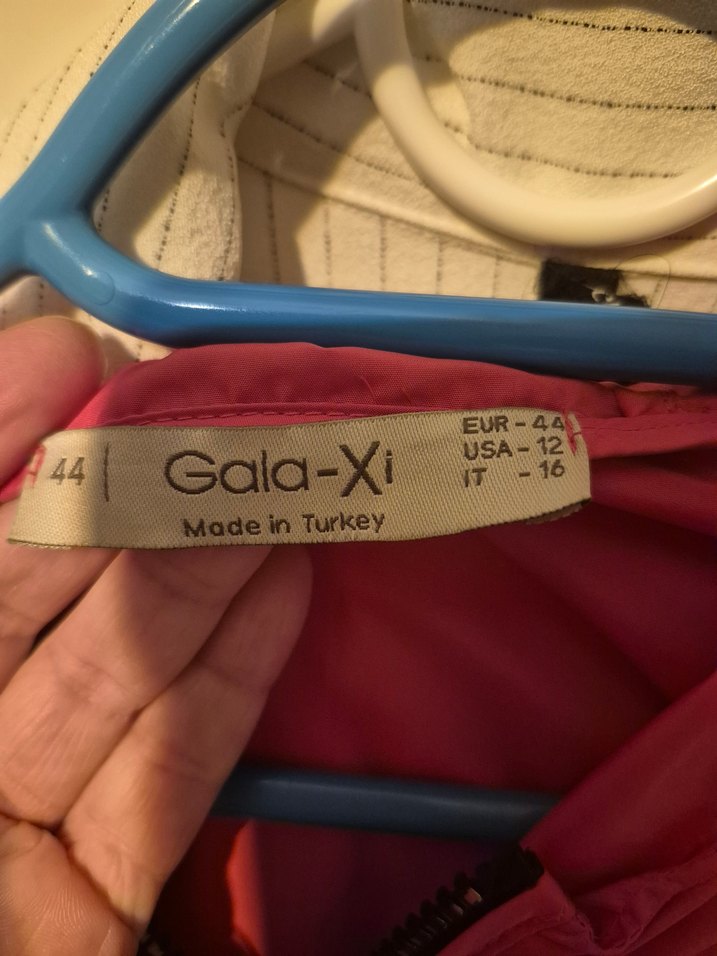 44
Gala-Xi
Made in Turkey
EUR - 44
USA - 12
IT - 16